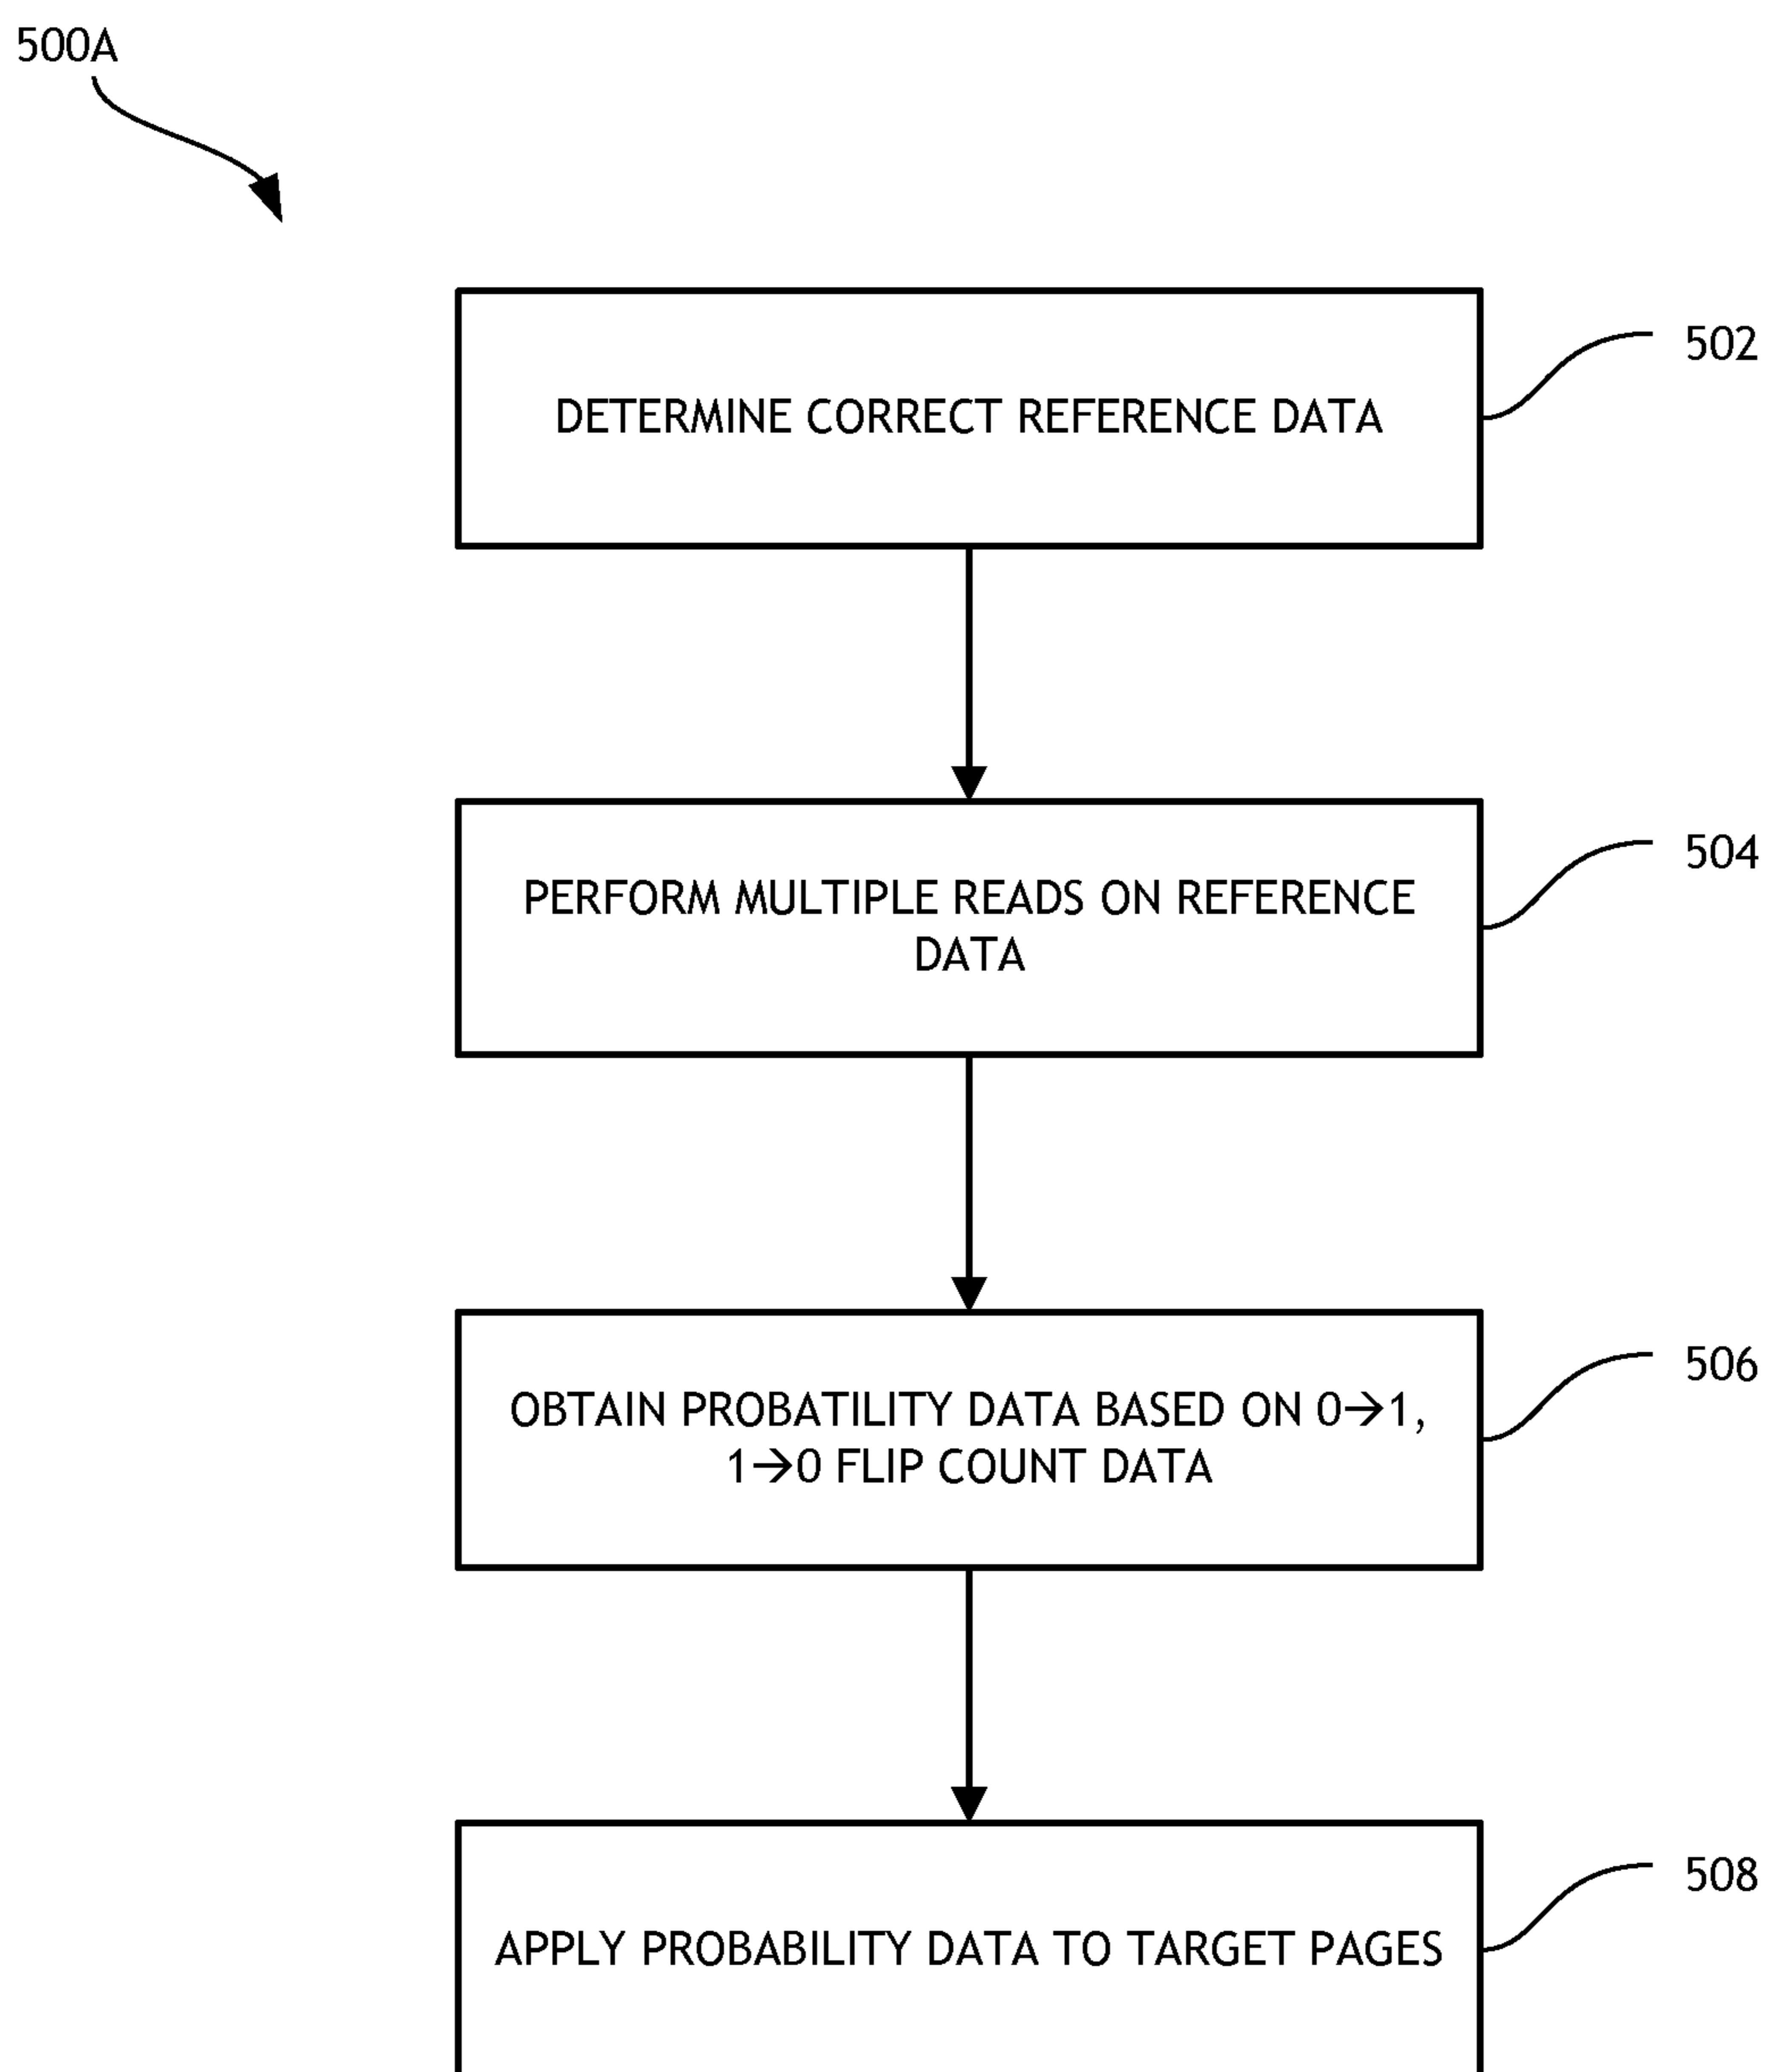 500A
DETERMINE CORRECT REFERENCE DATA
502
PERFORM MULTIPLE READS ON REFERENCE
DATA
504
OBTAIN PROBATILITY DATA BASED ON 0→1,
1→0 FLIP COUNT DATA
506
APPLY PROBABILITY DATA TO TARGET PAGES
508